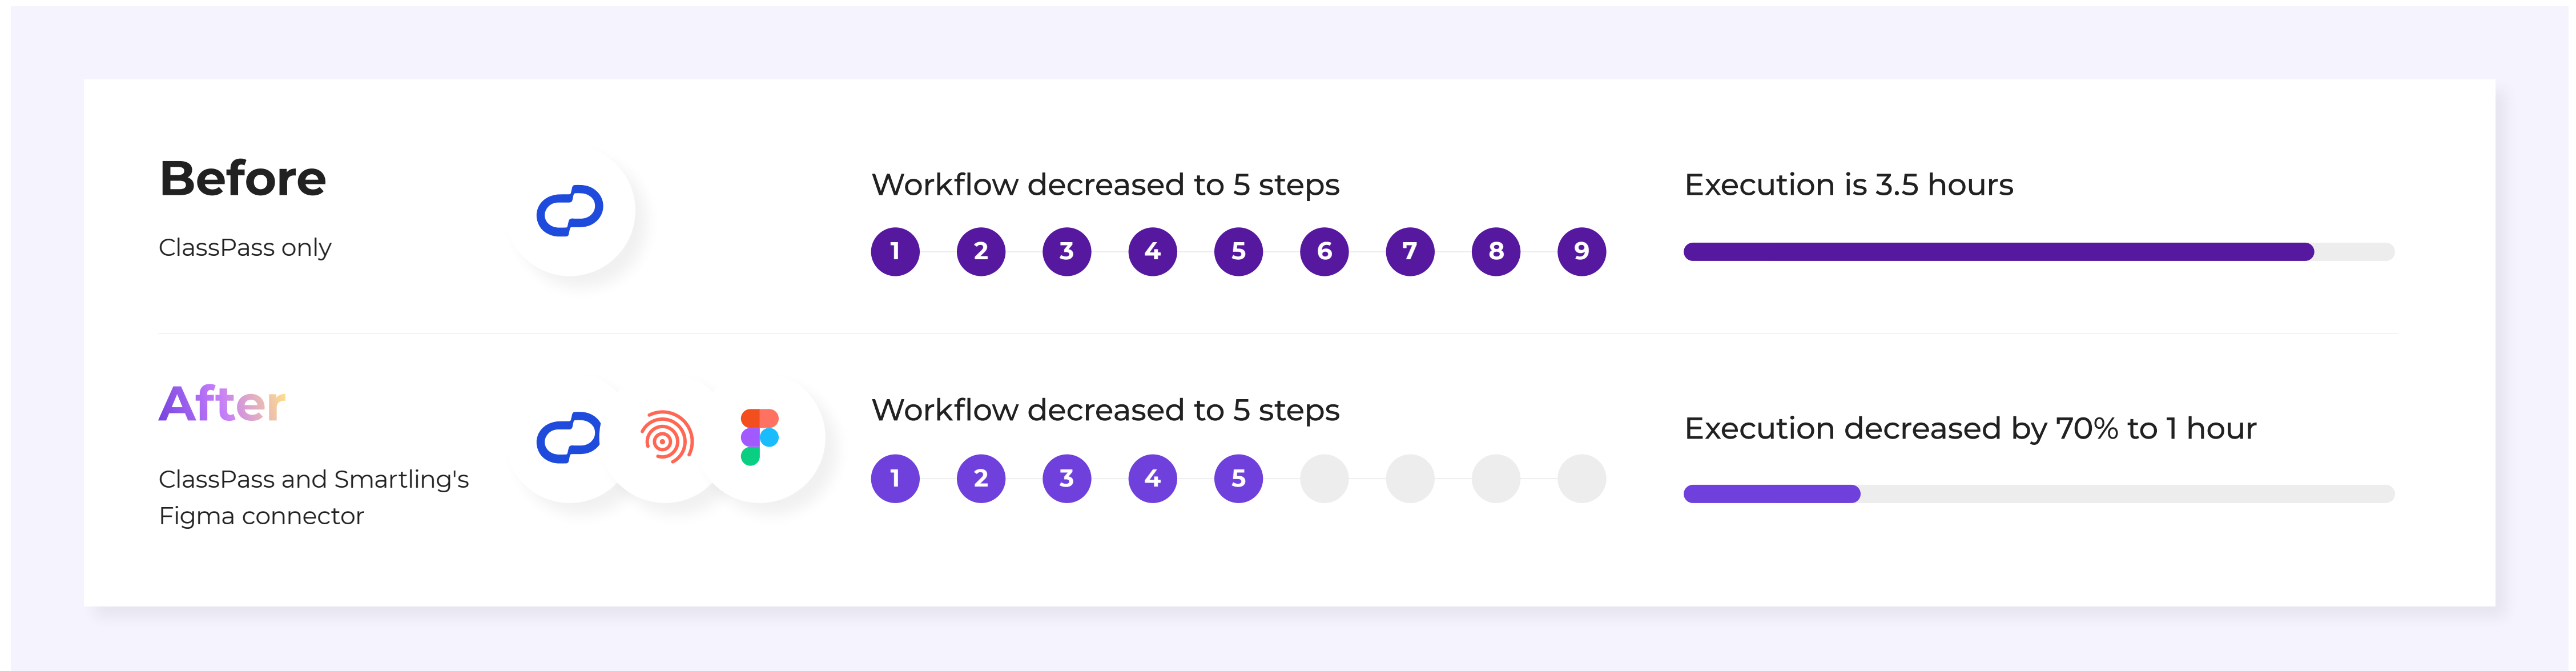 Before
ClassPass only
Workflow decreased to 5 steps
1 2 3 4 5 6 7 8 9
Execution is 3.5 hours
After
ClassPass and Smartling's
Figma connector
Workflow decreased to 5 steps
1 2 3 4 5
Execution decreased by 70% to 1 hour